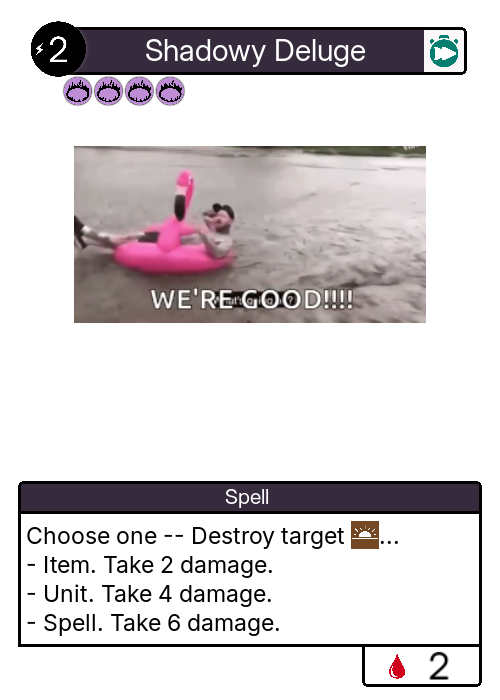 2 Shadowy Deluge
WE'RE GOOD!!!!
Spell
Choose one -- Destroy target ...
- Item. Take 2 damage.
- Unit. Take 4 damage.
- Spell. Take 6 damage.
2